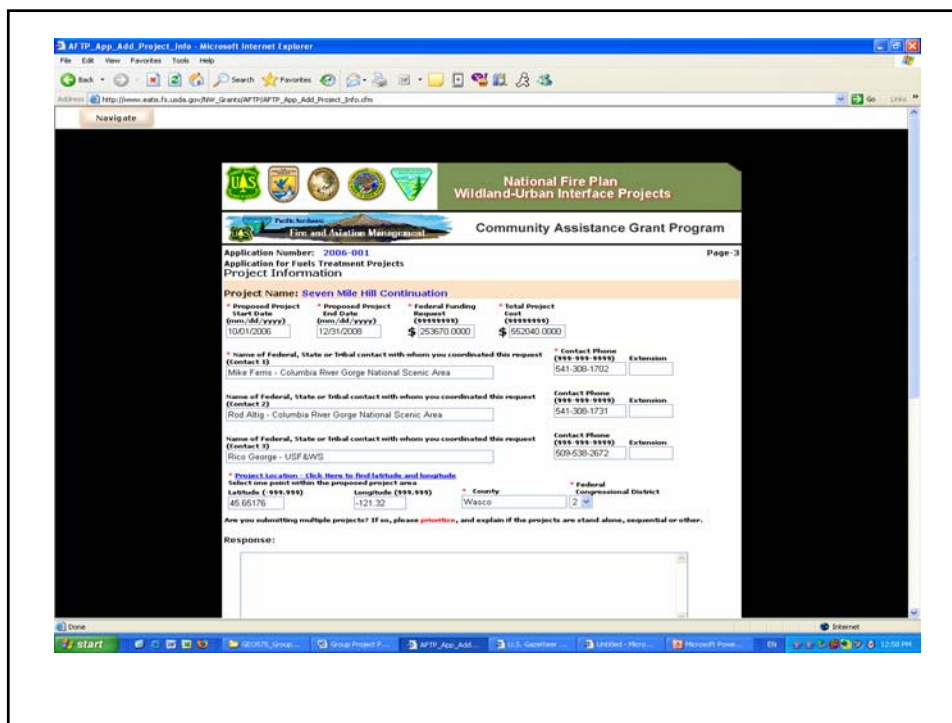 AFTP_App_Add_Project_Info - Microsoft Internet Explorer
File Edit View Favorites Tools Help
Back Search Favorites
Address http://www.eatis.fs.usda.gov/NW_Grants/AFTP/AFTP_App_Add_Project_Info.cfm Go Links
Navigate
National Fire Plan
Wildland-Urban Interface Projects
UAS
Pacific Northwest
Fire and Aviation Management
Community Assistance Grant Program
Application Number: 2006-001 Page-3
Application for Fuels Treatment Projects
Project Information
Project Name: Seven Mile Hill Continuation
* Proposed Project Start Date (mm/dd/yyyy) * Proposed Project End Date (mm/dd/yyyy) * Federal Funding Request (99999999) * Total Project Cost (99999999)
10/01/2006 12/31/2008 $ 253670.0000 $ 552040.0000
* Name of Federal, State or Tribal contact with whom you coordinated this request (Contact 1) * Contact Phone (999-999-9999) Extension
Mike Ferris - Columbia River Gorge National Scenic Area 541-308-1702
Name of Federal, State or Tribal contact with whom you coordinated this request (Contact 2) Contact Phone (999-999-9999) Extension
Rod Altig - Columbia River Gorge National Scenic Area 541-308-1731
Name of Federal, State or Tribal contact with whom you coordinated this request (Contact 3) Contact Phone (999-999-9999) Extension
Rico George - USF&WS 509-538-2672
* Project Location - Click Here to find latitude and longitude
Select one point within the proposed project area
Latitude (-999.999) Longitude (999.999) * County * Federal Congressional District
45.65176 -121.32 Wasco 2
Are you submitting multiple projects? If so, please prioritize, and explain if the projects are stand alone, sequential or other.
Response:
Done Internet
start GEO575_Group... Group Project P... AFTP_App_Add... U.S. Gazetteer ... Untitled - Micro... Microsoft Powe... EN 12:58 PM